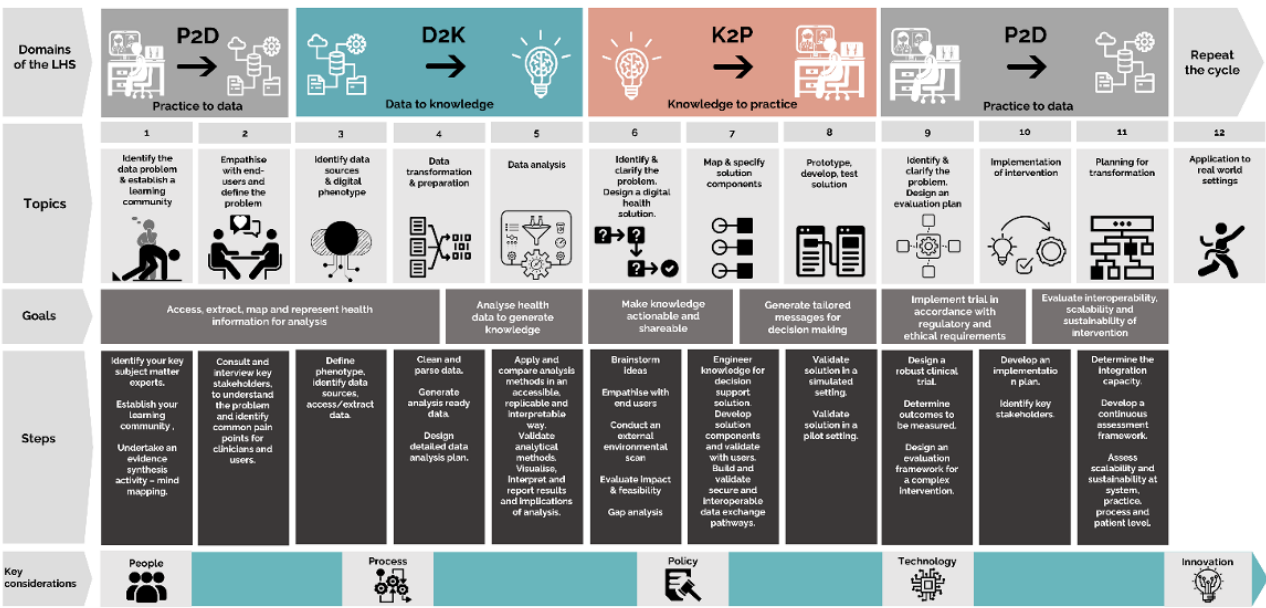 Domains
of the LHS
P2D
Practice to data
D2K
Data to knowledge
K2P
Knowledge to practice
P2D
Practice to data
Repeat
the cycle
Topics
1
Identify the
data problem
& establish a
learning
community
2
Empathise
with end-
users and
define the
problem
3
Identify data
sources
& digital
phenotype
4
Data
transformation
& preparation
5
Data analysis
6
Identify &
clarify the
problem.
Design a digital
health
solution.
7
Map & specify
solution
components
8
Prototype,
develop, test
solution
9
Identify &
clarify the
problem.
Design an
evaluation plan
10
Implementation
of intervention
11
Planning for
transformation
12
Application to
real world
settings
Goals
Access, extract, map and represent health
information for analysis
Analyse health
data to generate
knowledge
Make knowledge
actionable and
shareable
Generate tailored
messages for
decision making
Implement trial in
accordance with
regulatory and
ethical requirements
Evaluate interoperability,
scalability and
sustainability of
intervention
Steps
Identify your key
subject matter
experts.
Establish your
learning
community ,
Undertake an
evidence
synthesis
activity – mind
mapping.
Consult and
interview key
stakeholders,
to understand
the problem
and identify
common pain
points for
clinicians and
users.
Define
phenotype,
identify data
sources,
access/extract
data.
Clean and
parse data.
Generate
analysis ready
data.
Design
detailed data
analysis plan.
Apply and
compare analysis
methods in an
accessible,
replicable and
interpretable
way.
Validate
analytical
methods.
Visualise,
Interpret and
report results
and implications
of analysis.
Brainstorm
ideas
Empathise with
end users
Conduct an
external
environmental
scan
Evaluate impact
& feasibility
Gap analysis
Engineer
knowledge for
decision
support
solution.
Develop
solution
components
and validate
with users.
Build and
validate
secure and
interoperable
data exchange
pathways.
Validate
solution in a
simulated
setting.
Validate
solution in a
pilot setting.
Design a
robust clinical
trial.
Determine
outcomes to
be measured.
Design an
evaluation
framework for
a complex
intervention.
Develop an
implementatio
n plan.
Identify key
stakeholders.
Determine the
integration
capacity.
Develop a
continuous
assessment
framework.
Assess
scalability and
sustainability at
system,
practice,
process and
patient level.
Key
considerations
People
Process
Policy
Technology
Innovation